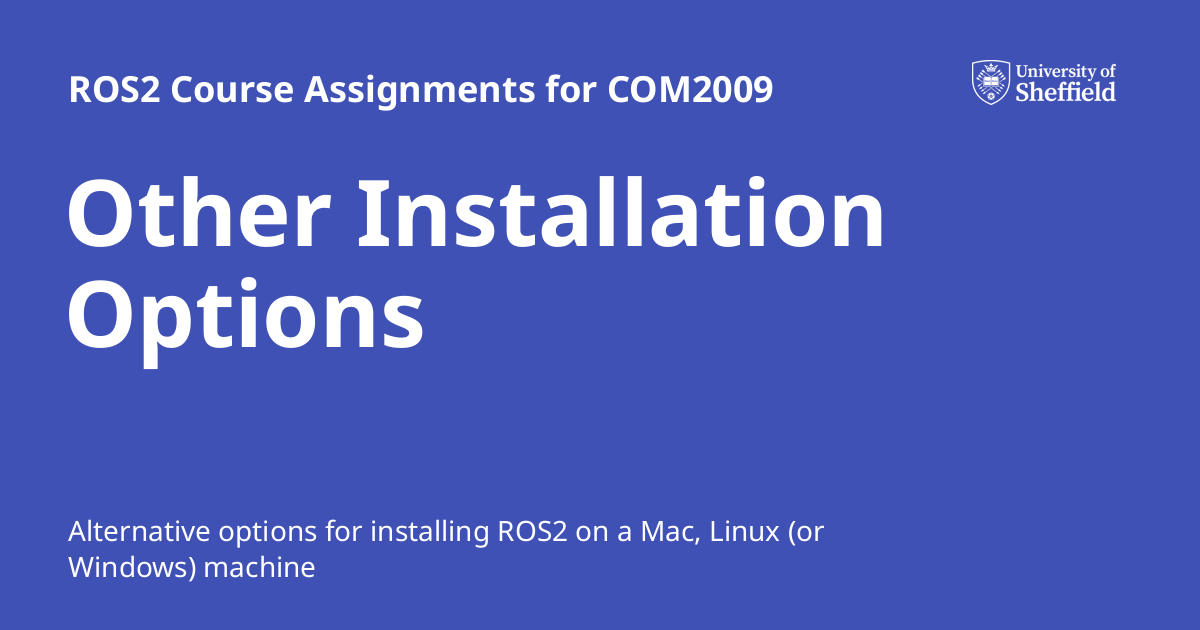 ROS2 Course Assignments for COM2009
University of
Sheffield
Other Installation
Options
Alternative options for installing ROS2 on a Mac, Linux (or
Windows) machine